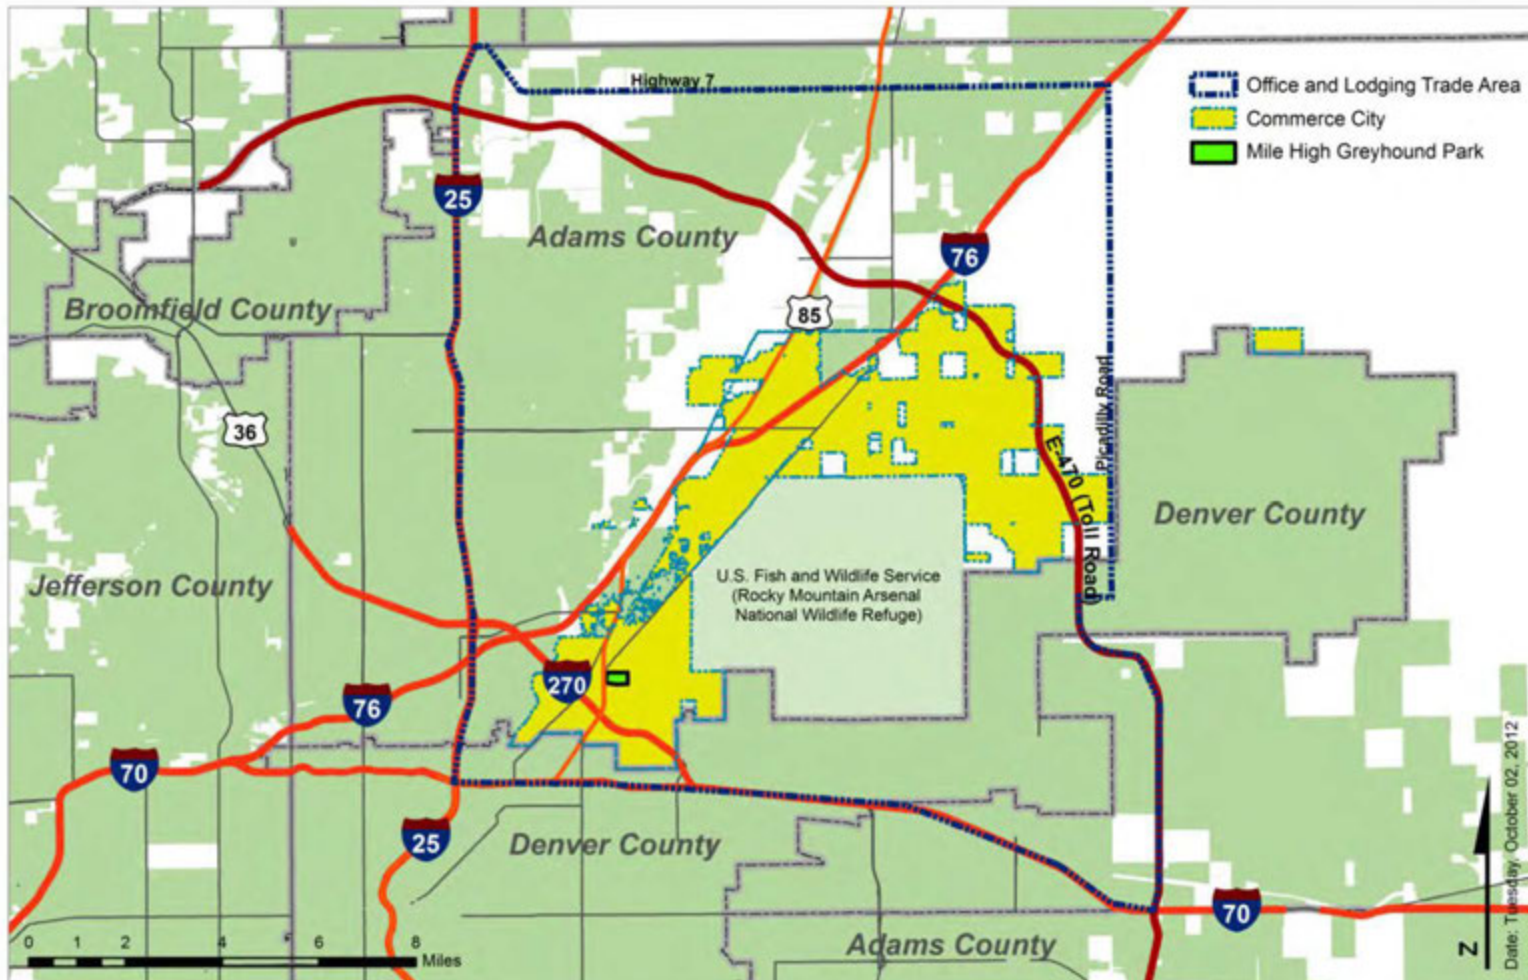 Highway 7
Office and Lodging Trade Area
Commerce City
Mile High Greyhound Park
25
Adams County
76
Broomfield County
85
36
Picadilly Road
E-470 (Toll Road)
Denver County
Jefferson County
U.S. Fish and Wildlife Service
(Rocky Mountain Arsenal
National Wildlife Refuge)
270
76
70
25
Denver County
70
Adams County
0 1 2 4 6 8
Miles
N
Date: Tuesday, October 02, 2012